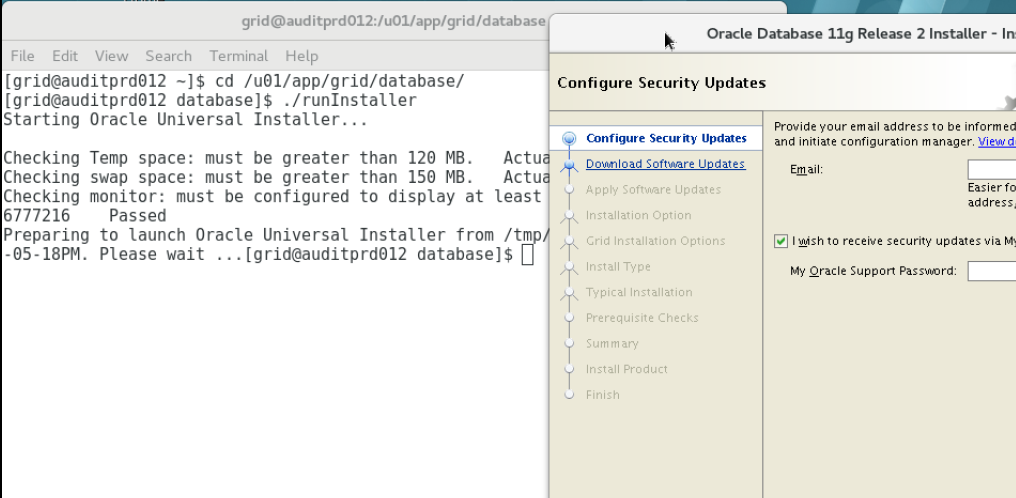 grid@auditprd012:/u01/app/grid/database
File Edit View Search Terminal Help
[grid@auditprd012 ~]$ cd /u01/app/grid/database/
[grid@auditprd012 database]$ ./runInstaller
Starting Oracle Universal Installer...
Checking Temp space: must be greater than 120 MB. Actua
Checking swap space: must be greater than 150 MB. Actua
Checking monitor: must be configured to display at least
6777216 Passed
Preparing to launch Oracle Universal Installer from /tmp/
-05-18PM. Please wait ...[grid@auditprd012 database]$
Oracle Database 11g Release 2 Installer - In
Configure Security Updates
Configure Security Updates
Download Software Updates
Apply Software Updates
Installation Option
Grid Installation Options
Install Type
Typical Installation
Prerequisite Checks
Summary
Install Product
Finish
Provide your email address to be informed
and initiate configuration manager. View d
Email:
Easier fo
address,
I wish to receive security updates via My
My Oracle Support Password: